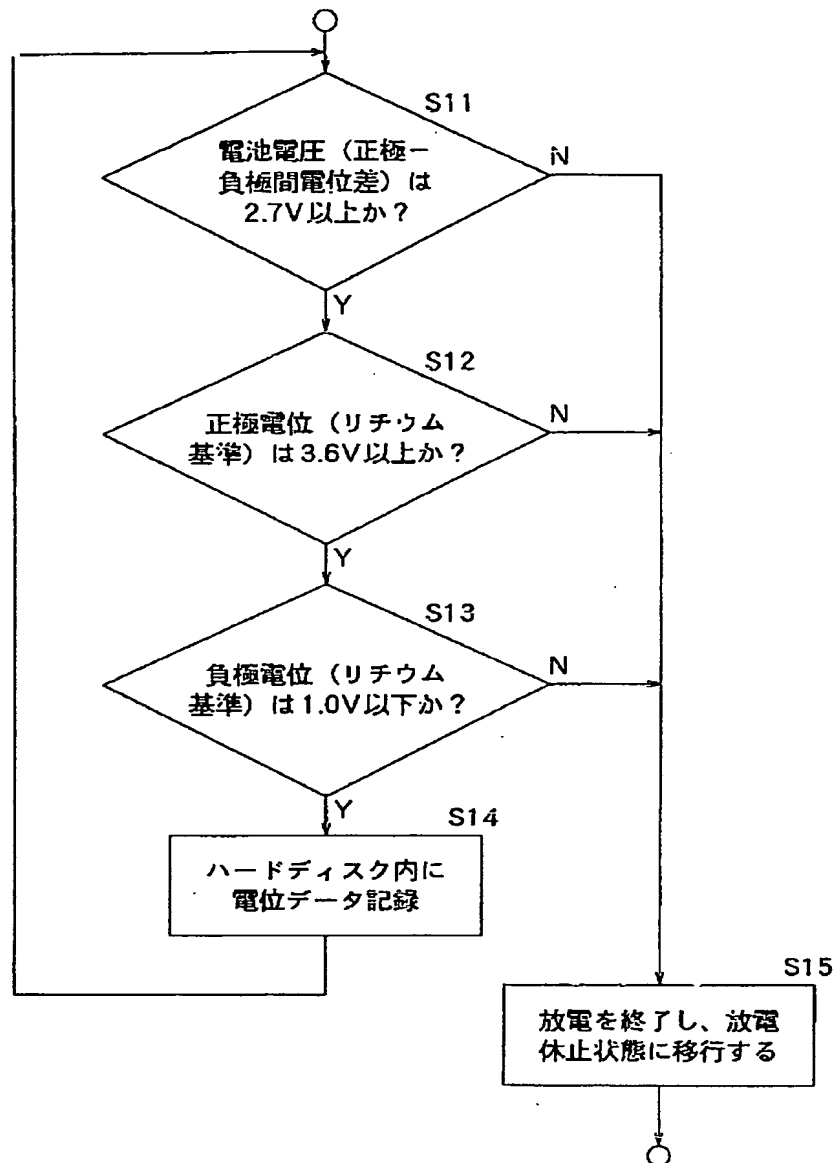 S11
電池電圧（正極－
負極間電位差）は
2.7V以上か？
N
Y
S12
正極電位（リチウム
基準）は3.6V以上か？
N
Y
S13
負極電位（リチウム
基準）は1.0V以下か？
N
Y
S14
ハードディスク内に
電位データ記録
S15
放電を終了し、放電
休止状態に移行する